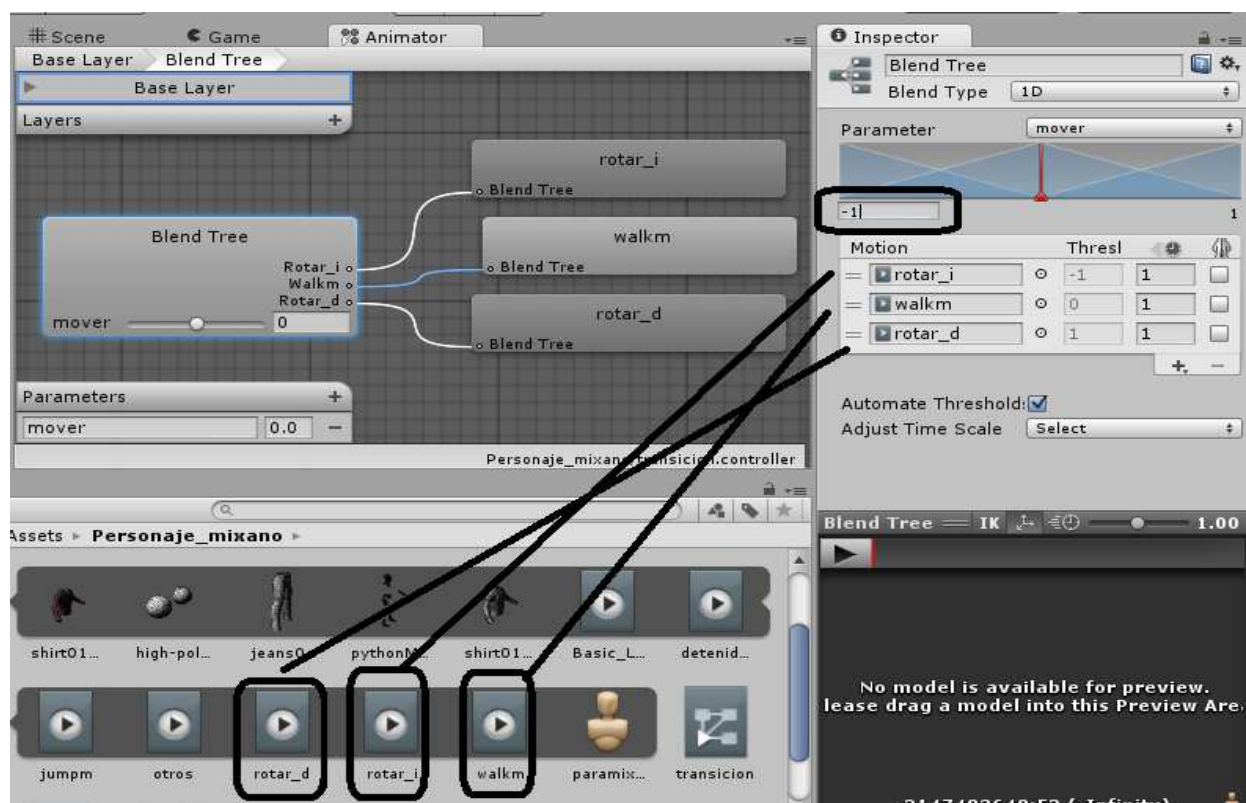 Scene Game Animator
Base Layer Blend Tree
Base Layer
Layers +
rotar_i
Blend Tree
Blend Tree
Rotar_i
Walkm
Rotar_d
mover 0
walkm
Blend Tree
rotar_d
Blend Tree
Parameters +
mover 0.0 −
Personaje_mixano/transicion.controller
Assets ▸ Personaje_mixano ▸
shirt01... high-pol... jeans0... pythonM... shirt01... Basic_L... detenid...
jumpm otros rotar_d rotar_i walkm paramix... transicion
Inspector
Blend Tree
Blend Type 1D
Parameter mover
-1 1
Motion Thresl
rotar_i -1 1
walkm 0 1
rotar_d 1 1
+ −
Automate Threshold:
Adjust Time Scale Select
Blend Tree IK 1.00
No model is available for preview.
lease drag a model into this Preview Are